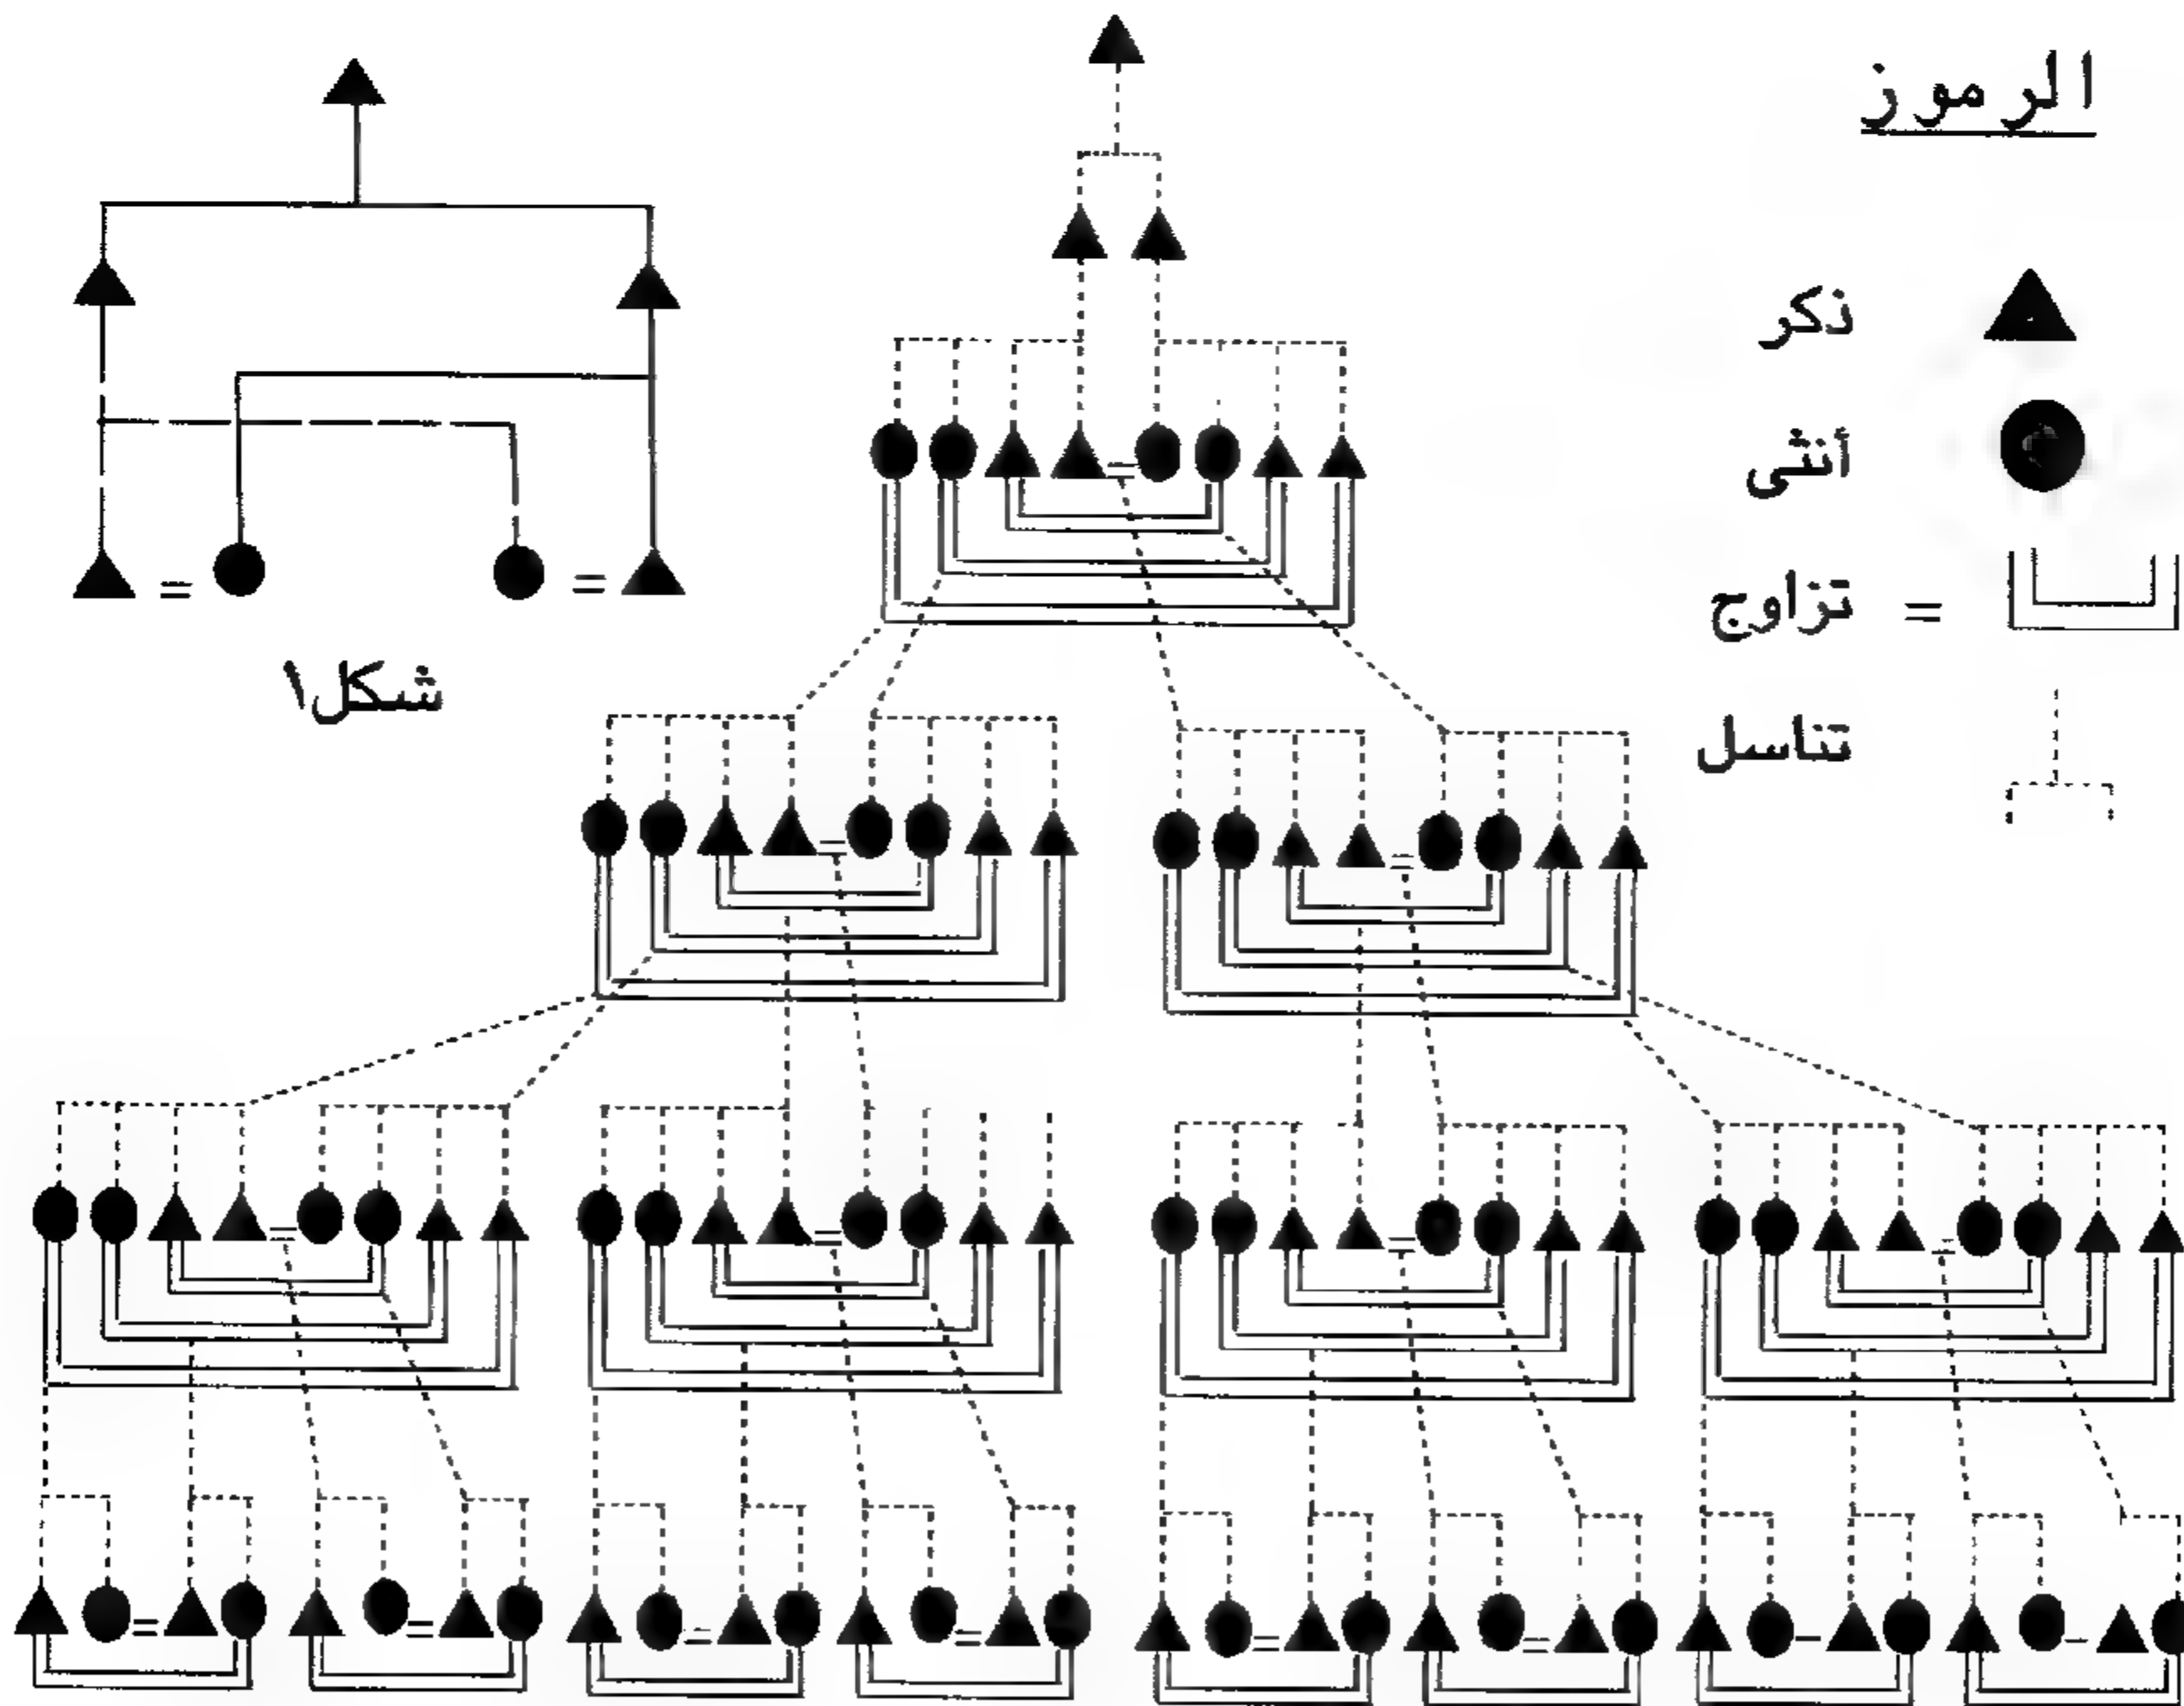 الرموز
ذكر
أنثى
تزاوج =
تناسل
شكل١